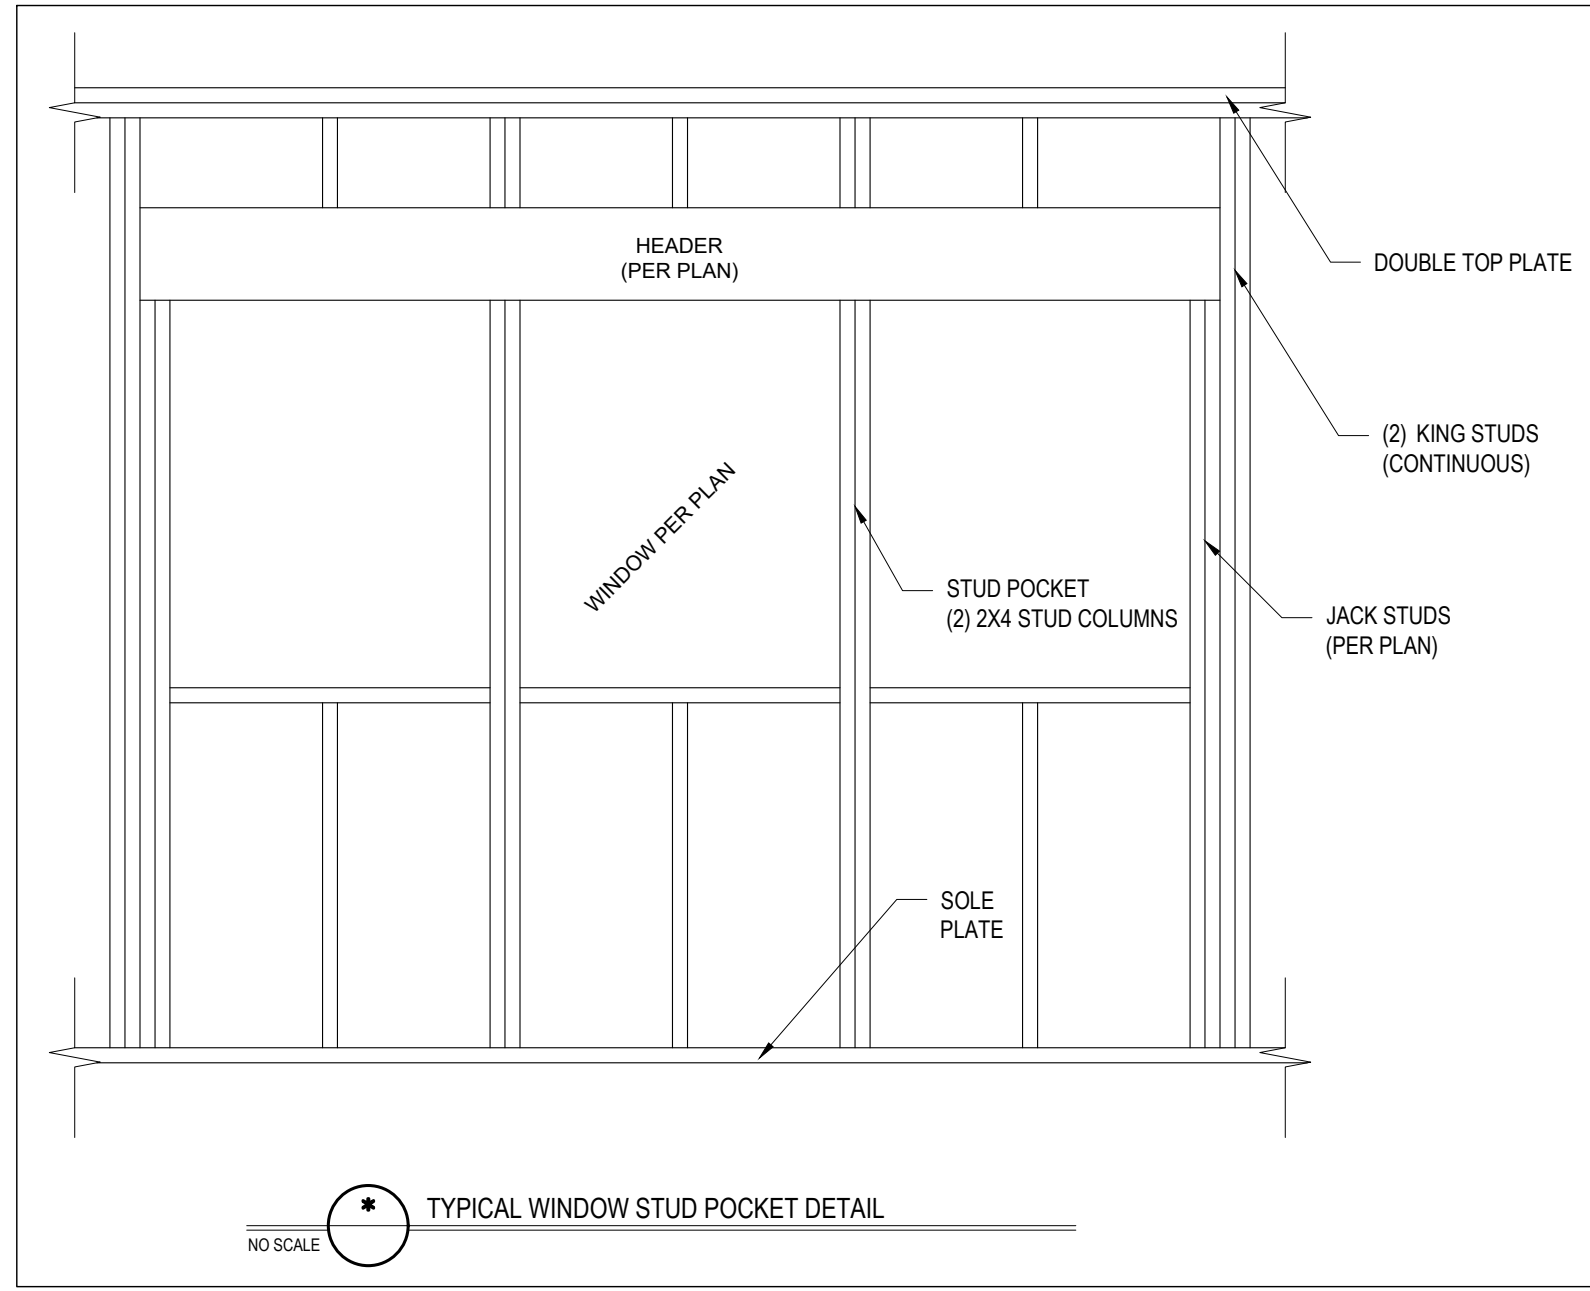 HEADER
(PER PLAN)
DOUBLE TOP PLATE
(2) KING STUDS
(CONTINUOUS)
WINDOW PER PLAN
STUD POCKET
(2) 2X4 STUD COLUMNS
JACK STUDS
(PER PLAN)
SOLE
PLATE
*
TYPICAL WINDOW STUD POCKET DETAIL
NO SCALE